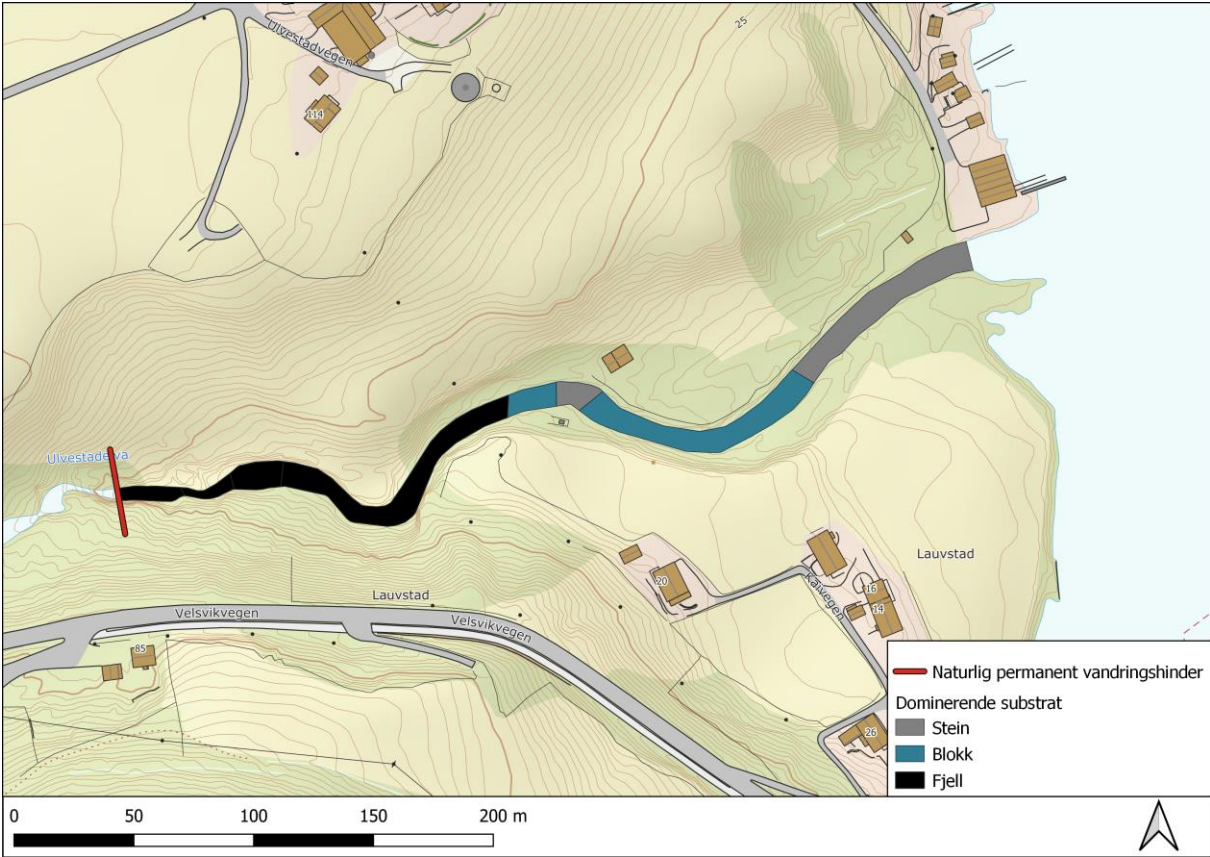 Ulvestadvegen
25
114
Ulvestadelva
20
Lauvstad
16
14
Kaivegen
Lauvstad
Velsvikvegen
Velsvikvegen
85
26
Naturlig permanent vandringshinder
Dominerende substrat
Stein
Blokk
Fjell
0 50 100 150 200 m